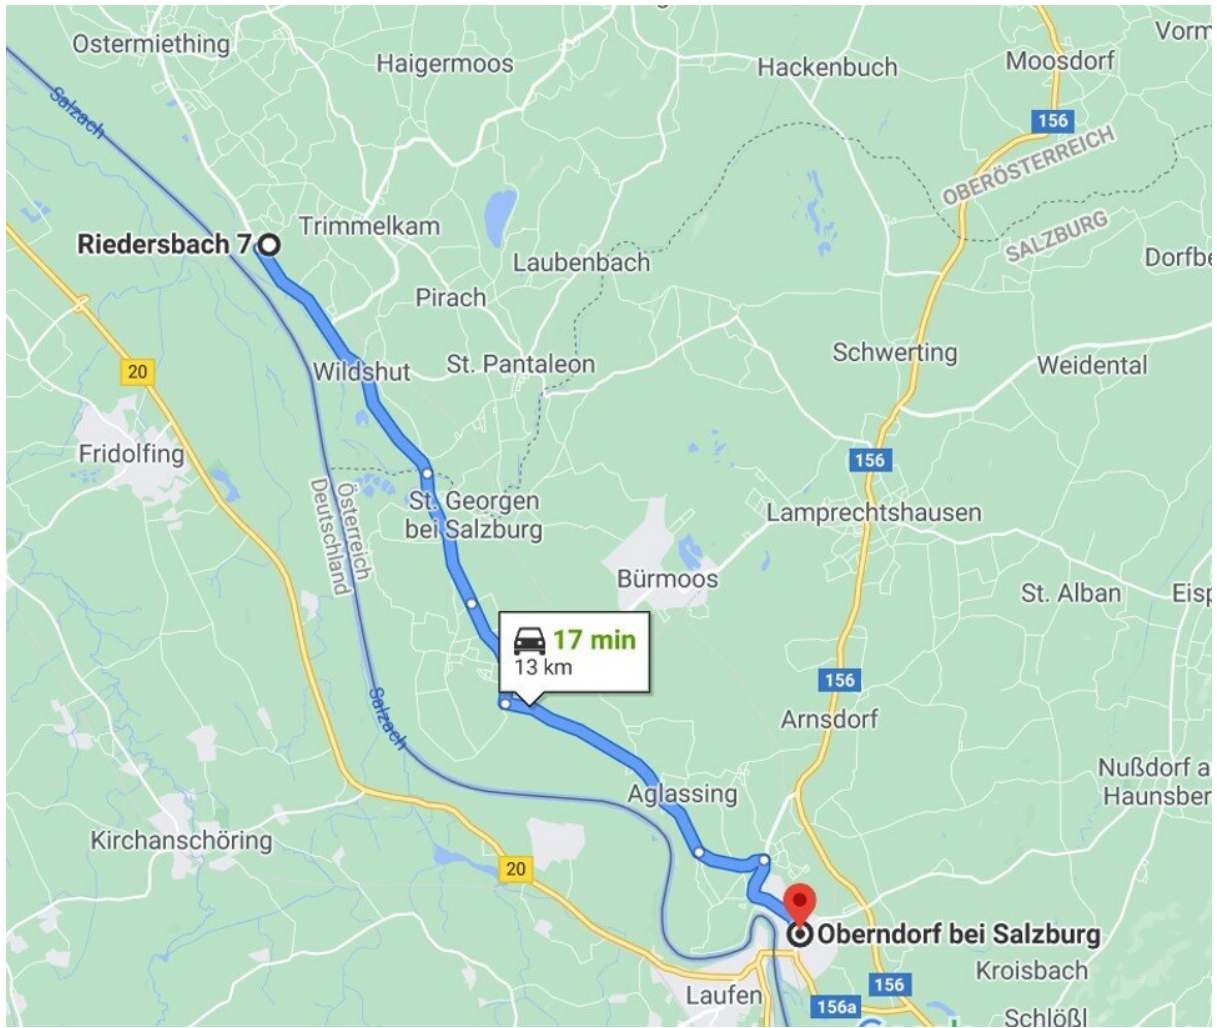 Vorm
Ostermiething
Haigermoos
Hackenbuch
Moosdorf
Salzach
156
OBERÖSTERREICH
SALZBURG
Trimmelkam
Riedersbach 7
Laubenbach
Dorfbe
Pirach
Schwerting
Weidental
St. Pantaleon
Wildshut
20
Fridolfing
156
Österreich
Deutschland
St. Georgen
bei Salzburg
Lamprechtshausen
Bürmoos
St. Alban
Eisp
17 min
13 km
156
Salzach
Arnsdorf
Nußdorf a
Haunsber
Aglassing
Kirchanschöring
20
Oberndorf bei Salzburg
Kroisbach
156
Laufen
156a
Schlößl